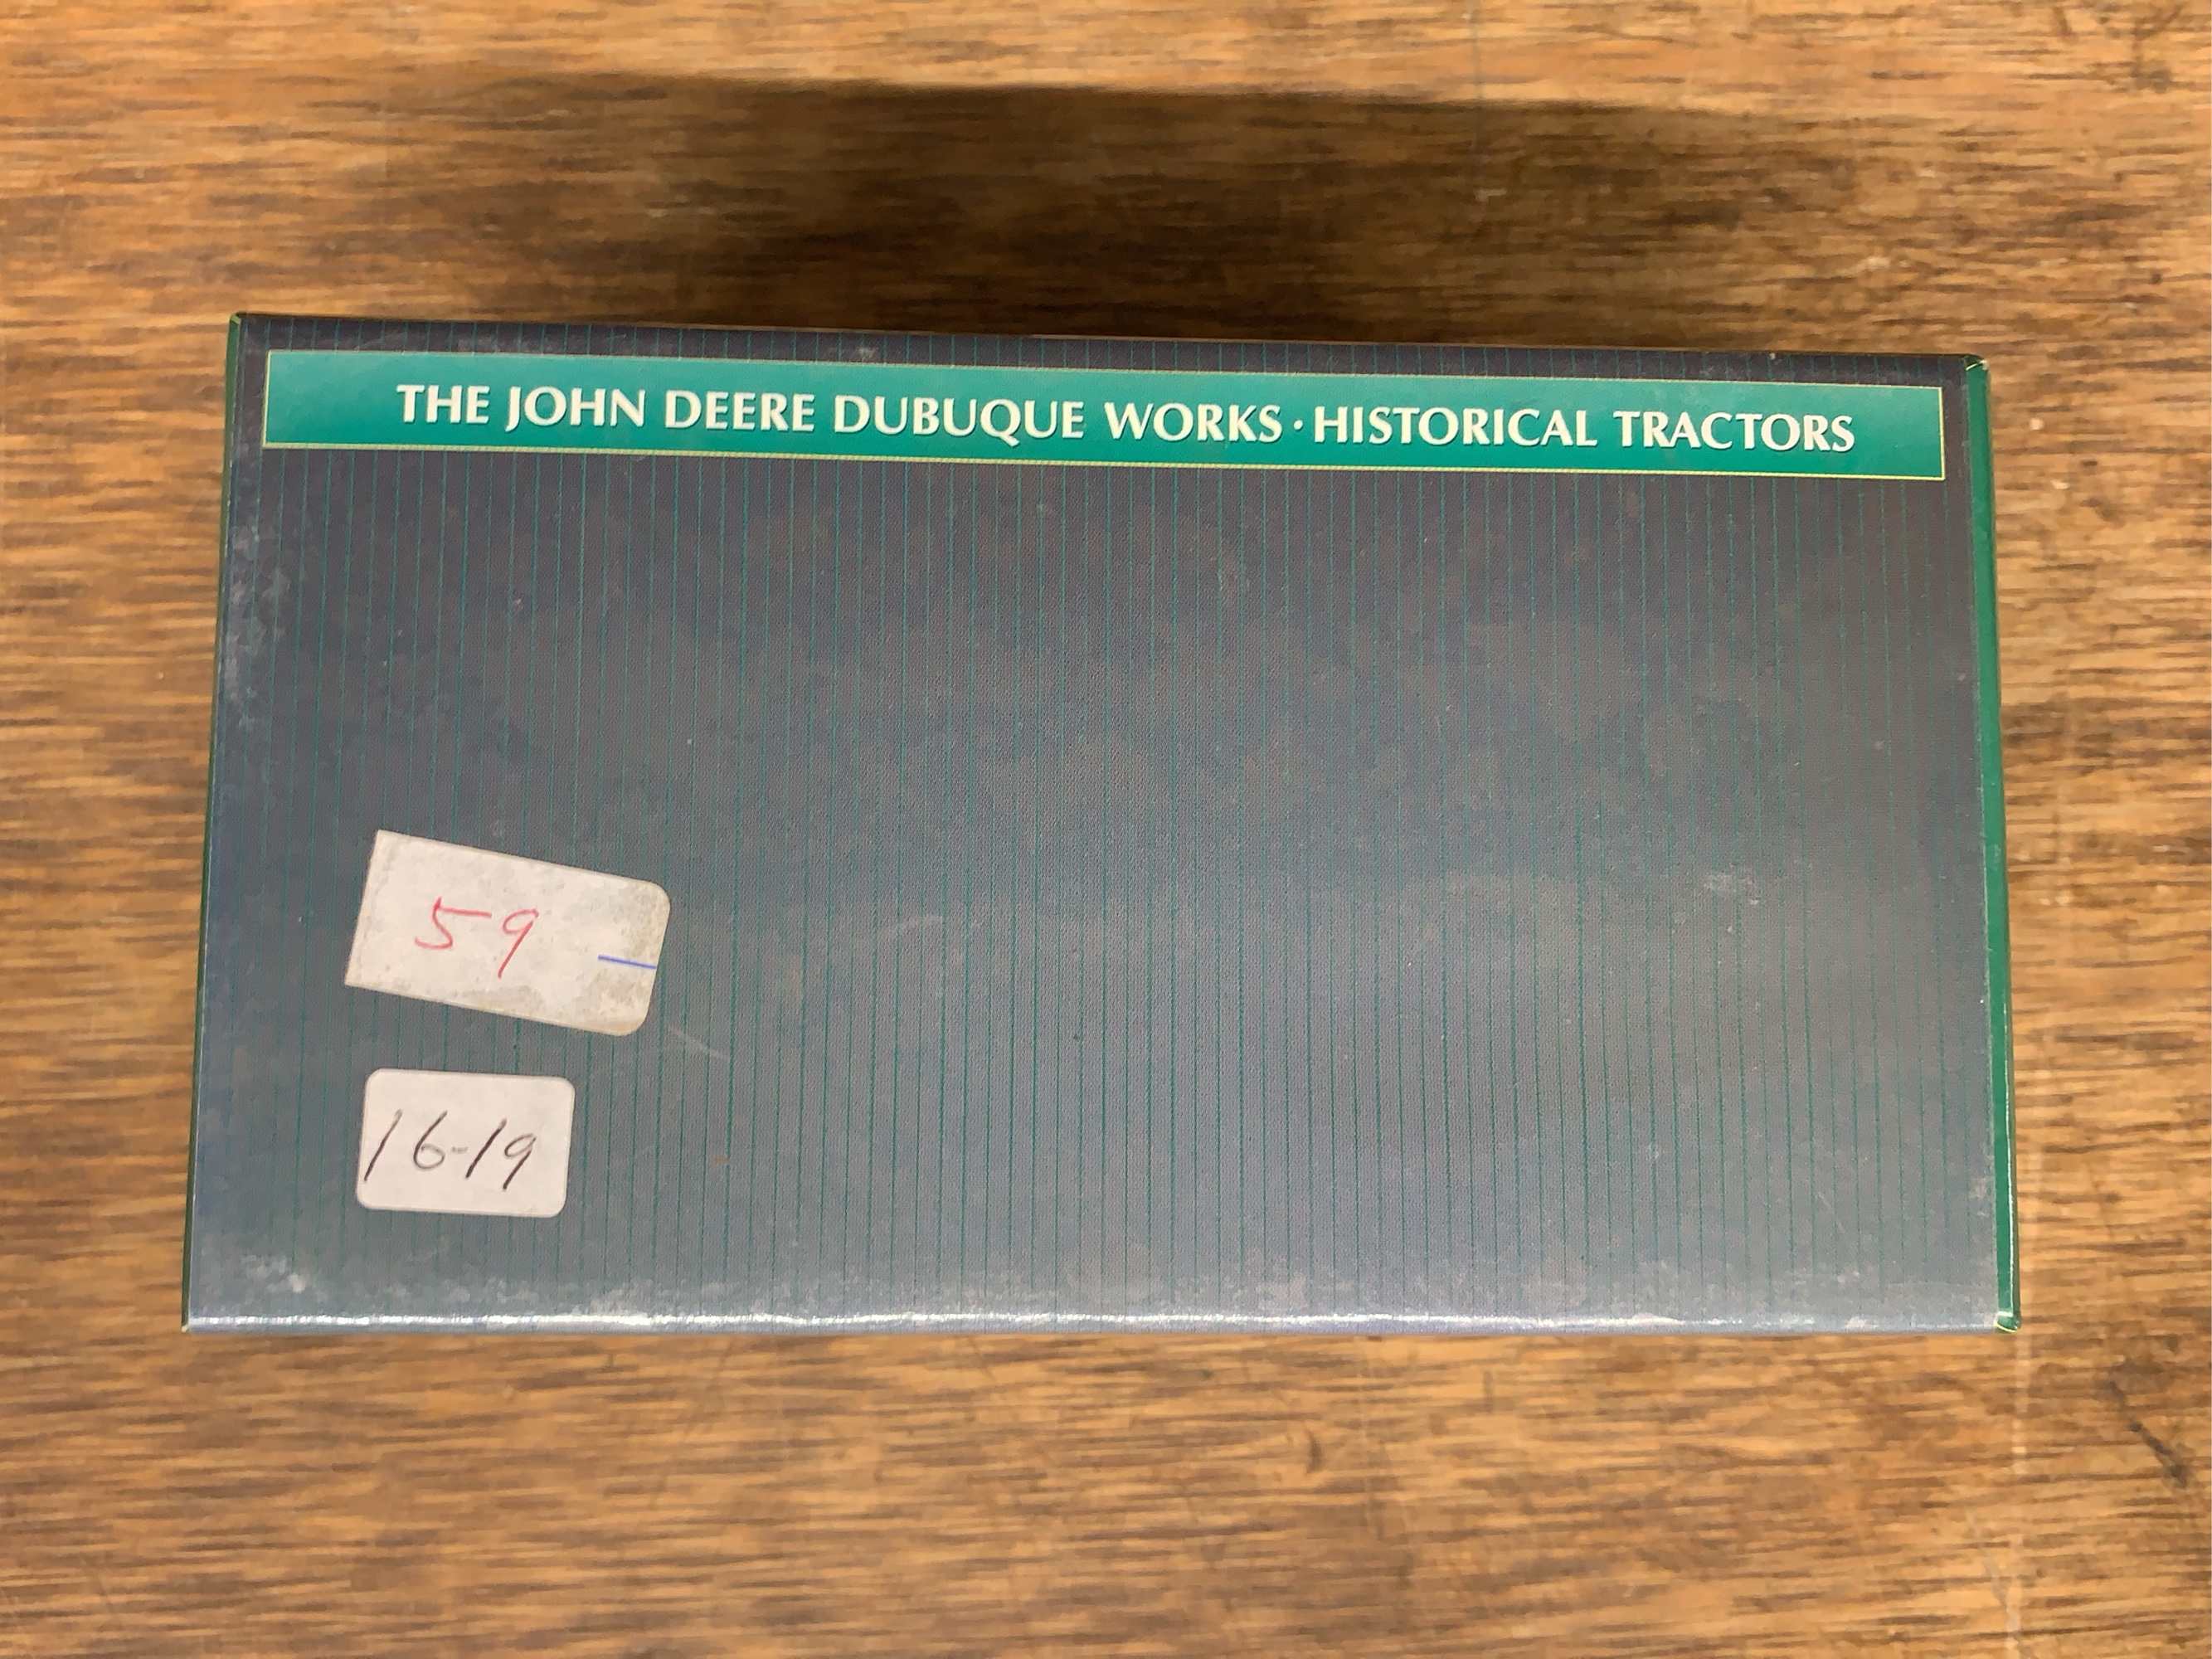 THE JOHN DEERE DUBUQUE WORKS · HISTORICAL TRACTORS
59 –
16-19